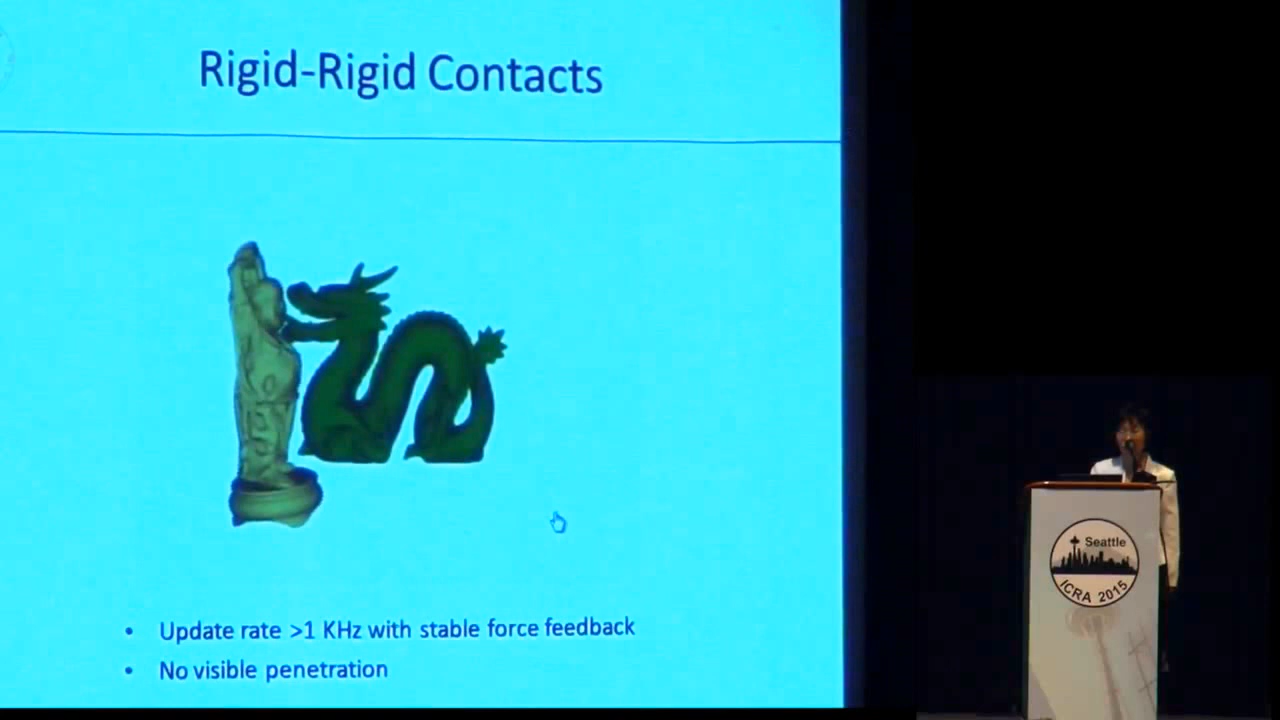 Rigid-Rigid Contacts
• Update rate >1 KHz with stable force feedback
• No visible penetration
Seattle
ICRA 2015